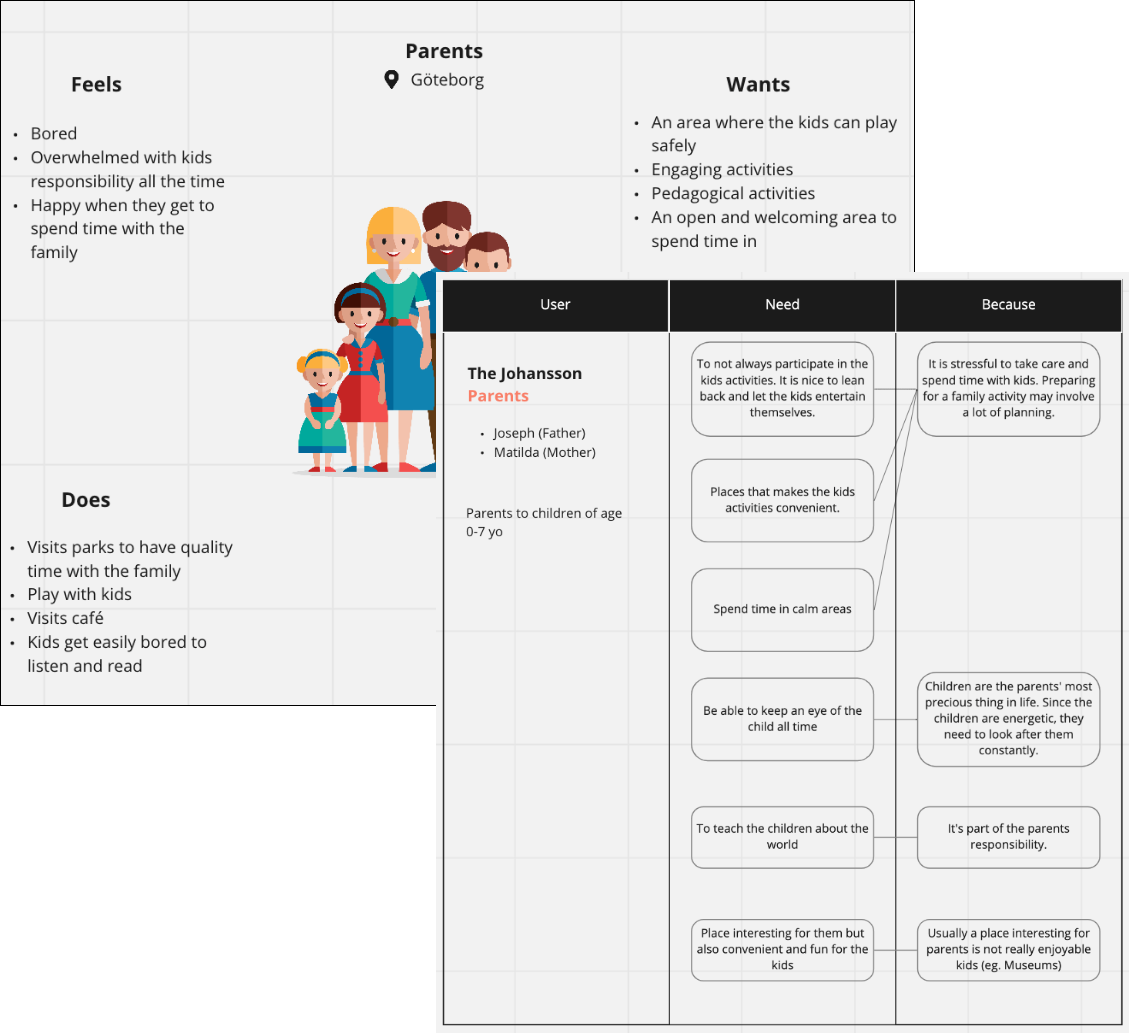 Parents
Göteborg
Feels
• Bored
• Overwhelmed with kids
responsibility all the time
• Happy when they get to
spend time with the
family
Wants
• An area where the kids can play
safely
• Engaging activities
• Pedagogical activities
• An open and welcoming area to
spend time in
Does
• Visits parks to have quality
time with the family
• Play with kids
• Visits café
• Kids get easily bored to
listen and read
User
Need
Because
The Johansson
Parents
• Joseph (Father)
• Matilda (Mother)
Parents to children of age
0-7 yo
To not always participate in the
kids activities. It is nice to lean
back and let the kids entertain
themselves.
It is stressful to take care and
spend time with kids. Preparing
for a family activity may involve
a lot of planning.
Places that makes the kids
activities convenient.
Spend time in calm areas
Be able to keep an eye of the
child all time
Children are the parents' most
precious thing in life. Since the
children are energetic, they
need to look after them
constantly.
To teach the children about the
world
It's part of the parents
responsibility.
Place interesting for them but
also convenient and fun for the
kids
Usually a place interesting for
parents is not really enjoyable
kids (eg. Museums)